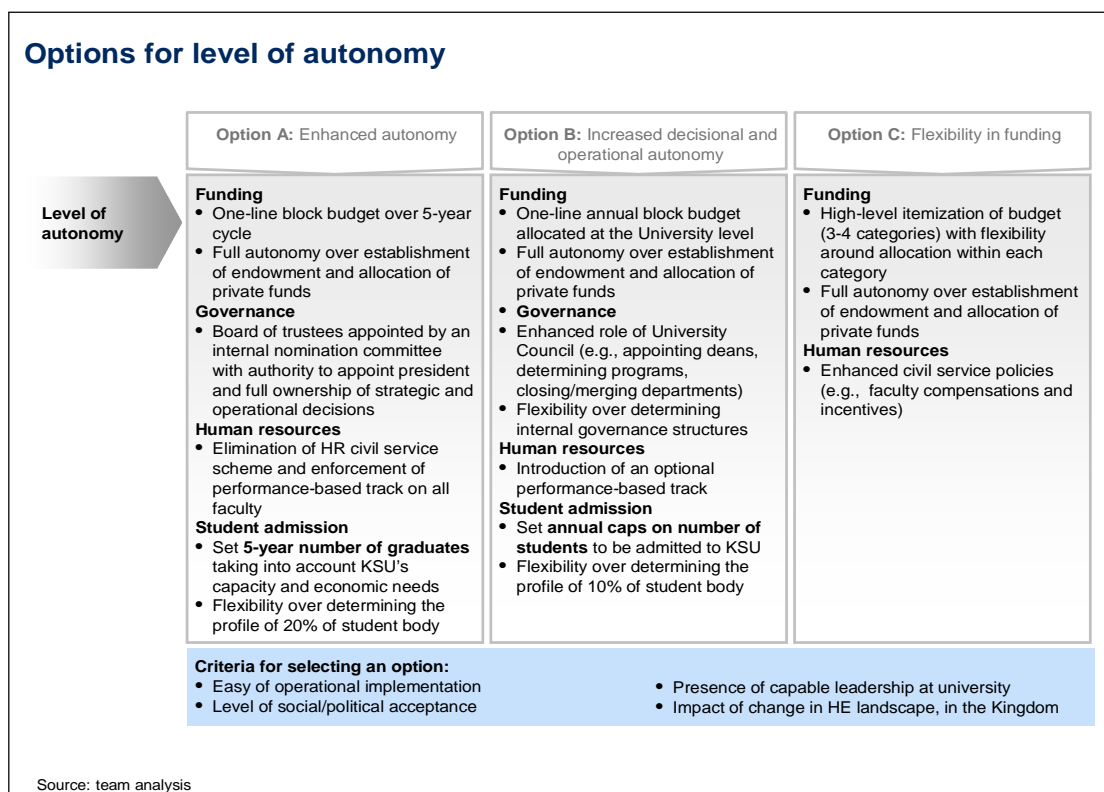 Options for level of autonomy
Level of
autonomy
Option A: Enhanced autonomy
Funding
• One-line block budget over 5-year
cycle
• Full autonomy over establishment
of endowment and allocation of
private funds
Governance
• Board of trustees appointed by an
internal nomination committee
with authority to appoint president
and full ownership of strategic and
operational decisions
Human resources
• Elimination of HR civil service
scheme and enforcement of
performance-based track on all
faculty
Student admission
• Set 5-year number of graduates
taking into account KSU's
capacity and economic needs
• Flexibility over determining the
profile of 20% of student body
Option B: Increased decisional and
operational autonomy
Funding
• One-line annual block budget
allocated at the University level
• Full autonomy over establishment
of endowment and allocation of
private funds
• Governance
• Enhanced role of University
Council (e.g., appointing deans,
determining programs,
closing/merging departments)
• Flexibility over determining
internal governance structures
Human resources
• Introduction of an optional
performance-based track
Student admission
• Set annual caps on number of
students to be admitted to KSU
• Flexibility over determining the
profile of 10% of student body
Option C: Flexibility in funding
Funding
• High-level itemization of budget
(3-4 categories) with flexibility
around allocation within each
category
• Full autonomy over establishment
of endowment and allocation of
private funds
Human resources
• Enhanced civil service policies
(e.g., faculty compensations and
incentives)
Criteria for selecting an option:
• Easy of operational implementation
• Level of social/political acceptance
• Presence of capable leadership at university
• Impact of change in HE landscape, in the Kingdom
Source: team analysis